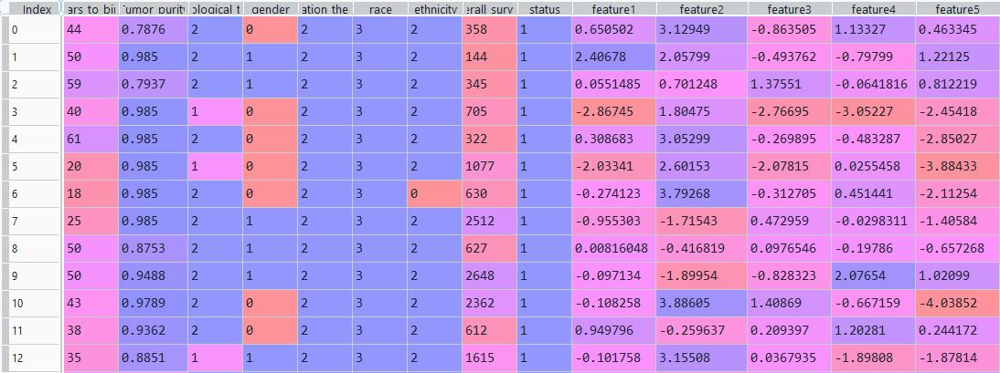 Index ars to bir Tumor purity ological t gender ation the race ethnicity erall surv status feature1 feature2 feature3 feature4 feature5
0 44 0.7876 2 0 2 3 2 358 1 0.650502 3.12949 -0.863505 1.13327 0.463345
1 50 0.985 2 1 2 3 2 144 1 2.40678 2.05799 -0.493762 -0.79799 1.22125
2 59 0.7937 2 1 2 3 2 345 1 0.0551485 0.701248 1.37551 -0.0641816 0.812219
3 40 0.985 1 0 2 3 2 705 1 -2.86745 1.80475 -2.76695 -3.05227 -2.45418
4 61 0.985 2 0 2 3 2 322 1 0.308683 3.05299 -0.269895 -0.483287 -2.85027
5 20 0.985 1 0 2 3 2 1077 1 -2.03341 2.60153 -2.07815 0.0255458 -3.88433
6 18 0.985 2 0 2 3 0 630 1 -0.274123 3.79268 -0.312705 0.451441 -2.11254
7 25 0.985 2 1 2 3 2 2512 1 -0.955303 -1.71543 0.472959 -0.0298311 -1.40584
8 50 0.8753 2 1 2 3 2 627 1 0.00816048 -0.416819 0.0976546 -0.19786 -0.657268
9 50 0.9488 2 1 2 3 2 2648 1 -0.097134 -1.89954 -0.828323 2.07654 1.02099
10 43 0.9789 2 0 2 3 2 2362 1 -0.108258 3.88605 1.40869 -0.667159 -4.03852
11 38 0.9362 2 0 2 3 2 612 1 0.949796 -0.259637 0.209397 1.20281 0.244172
12 35 0.8851 1 1 2 3 2 1615 1 -0.101758 3.15508 0.0367935 -1.89808 -1.87814